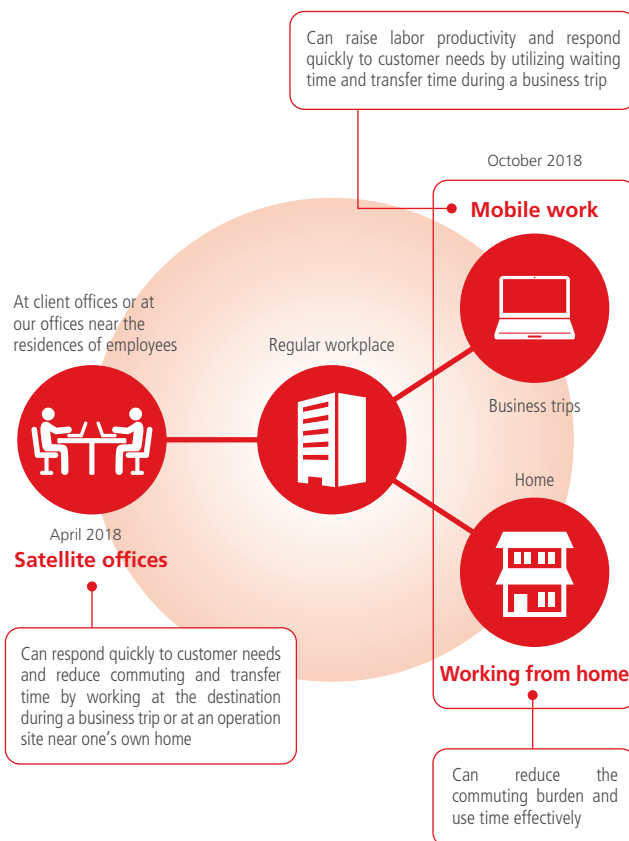 Can raise labor productivity and respond
quickly to customer needs by utilizing waiting
time and transfer time during a business trip
October 2018
Mobile work
At client offices or at
our offices near the
residences of employees
Regular workplace
Business trips
Home
April 2018
Satellite offices
Can respond quickly to customer needs
and reduce commuting and transfer
time by working at the destination
during a business trip or at an operation
site near one's own home
Working from home
Can reduce the
commuting burden and
use time effectively